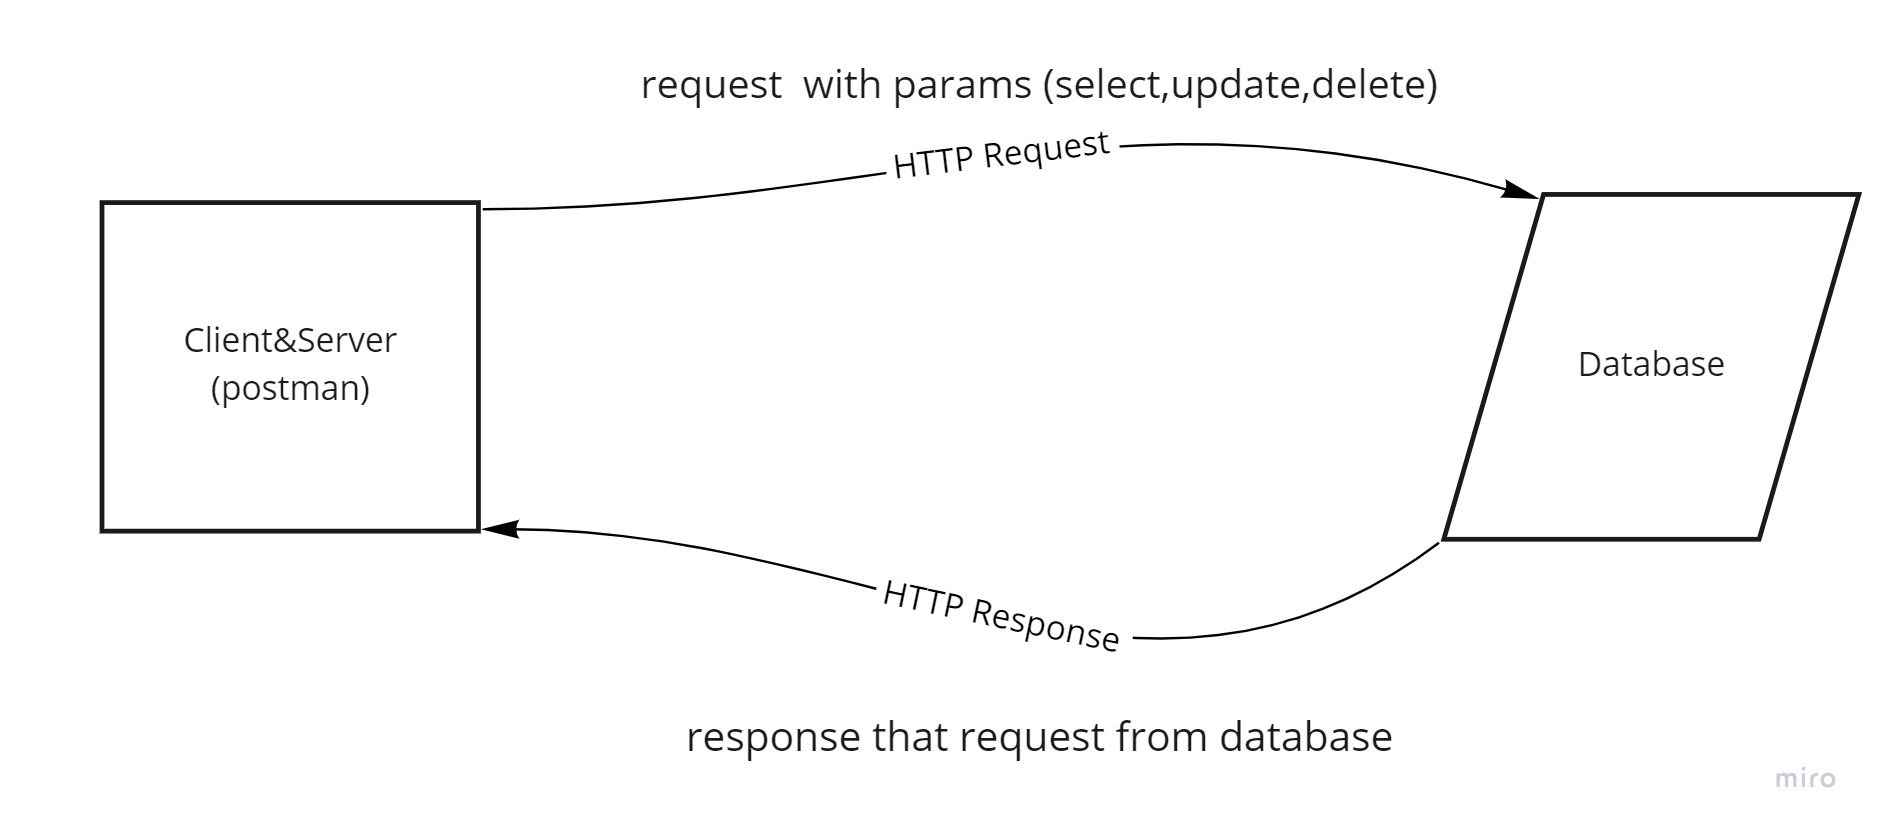 request  with params (select,update,delete)
HTTP Request
Client&Server
(postman)
Database
HTTP Response
response that request from database
miro